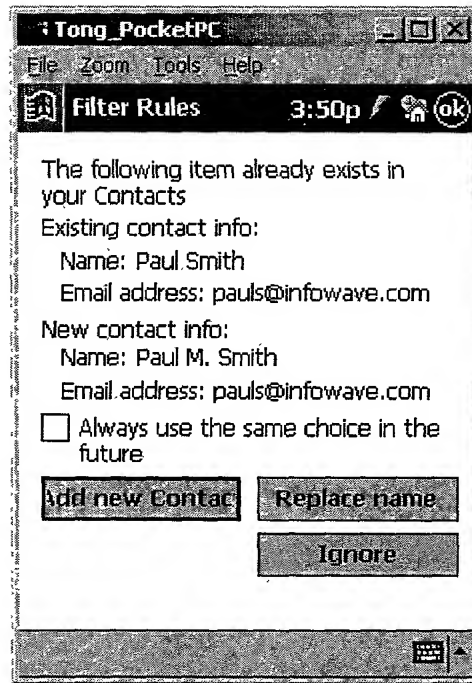 Tong_PocketPC
File Zoom Tools Help
Filter Rules 3:50p ok
The following item already exists in
your Contacts
Existing contact info:
Name: Paul Smith
Email address: pauls@infowave.com
New contact info:
Name: Paul M. Smith
Email address: pauls@infowave.com
Always use the same choice in the
future
Add new Contac Replace name
Ignore